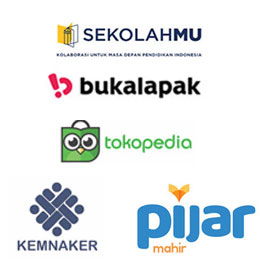 SEKOLAHMU
KOLABORASI UNTUK MASA DEPAN PENDIDIKAN INDONESIA
bukalapak
tokopedia
KEMNAKER
pijar
mahir